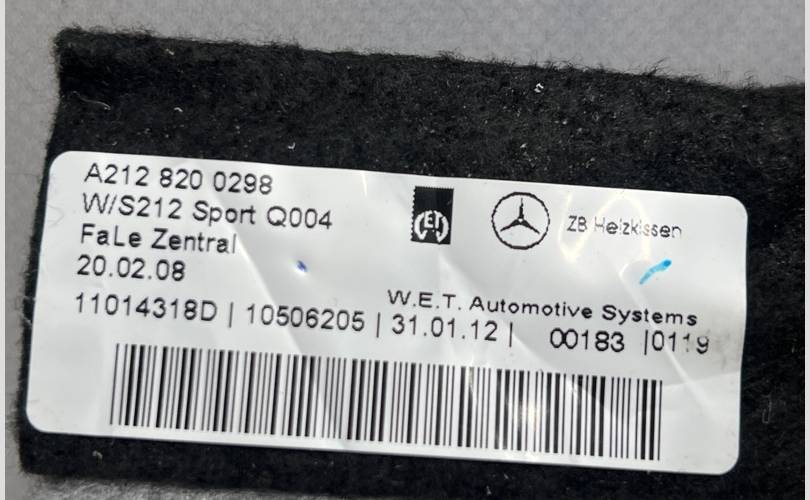 A212 820 0298
W/S212 Sport Q004
FaLe Zentral
20.02.08
WET
ZB Heizkissen
W.E.T. Automotive Systems
11014318D | 10506205 | 31.01.12 | 00183 |0119